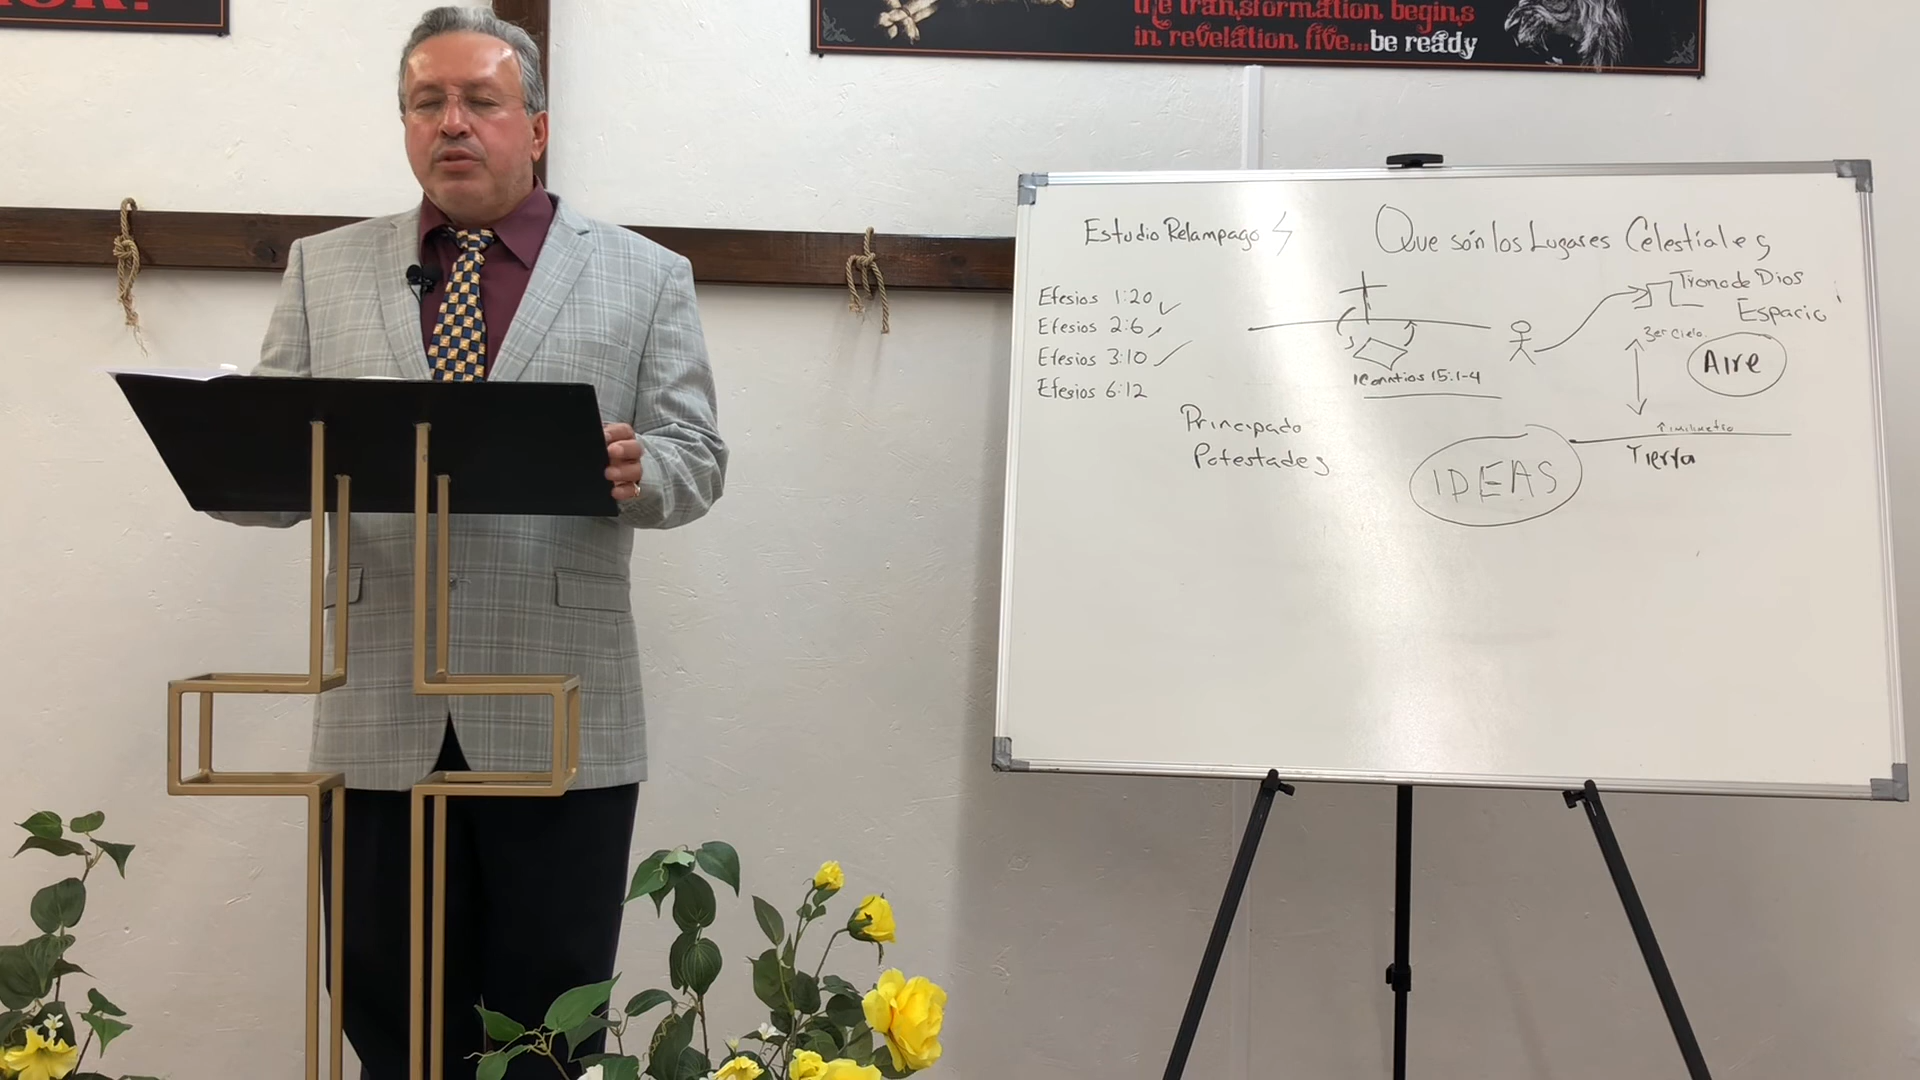 the transformation begins
in revelation five...be ready
Estudio Relampago
Que són los Lugares Celestiales
Efesios 1:20
Efesios 2:6
Efesios 3:10
Efesios 6:12
1Corintios 15:1-4
Trono de Dios
Espacio
3er Cielo
Aire
1 milimetro
Tierra
Principado
Potestades
IDEAS